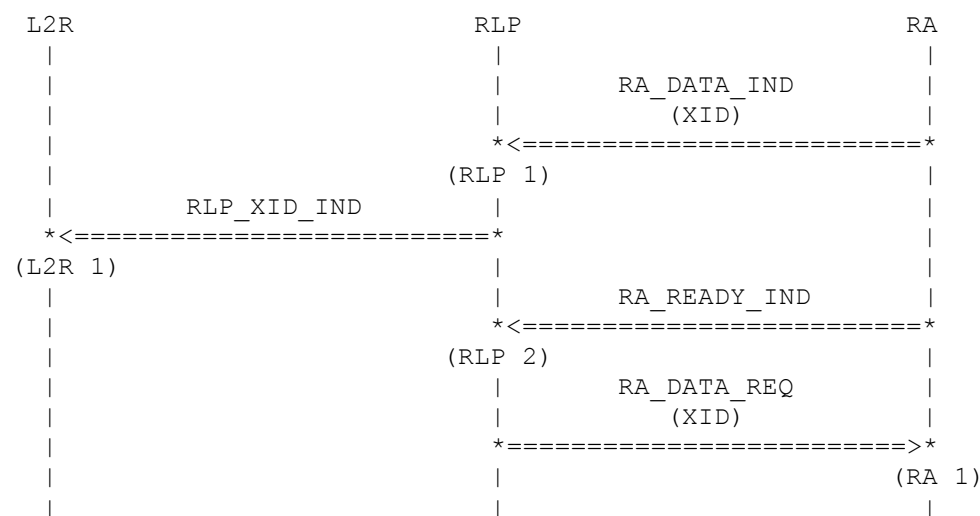 L2R RLP RA
RA_DATA_IND
(XID)
(RLP 1)
RLP_XID_IND
(L2R 1)
RA_READY_IND
(RLP 2)
RA_DATA_REQ
(XID)
(RA 1)